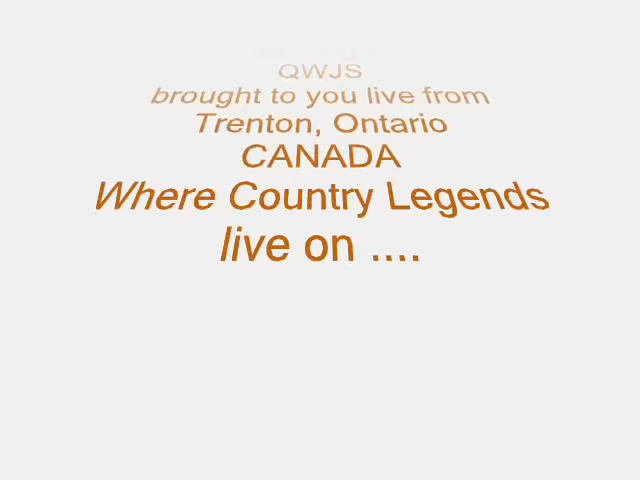 QWJS
brought to you live from
Trenton, Ontario
CANADA
Where Country Legends
live on ....